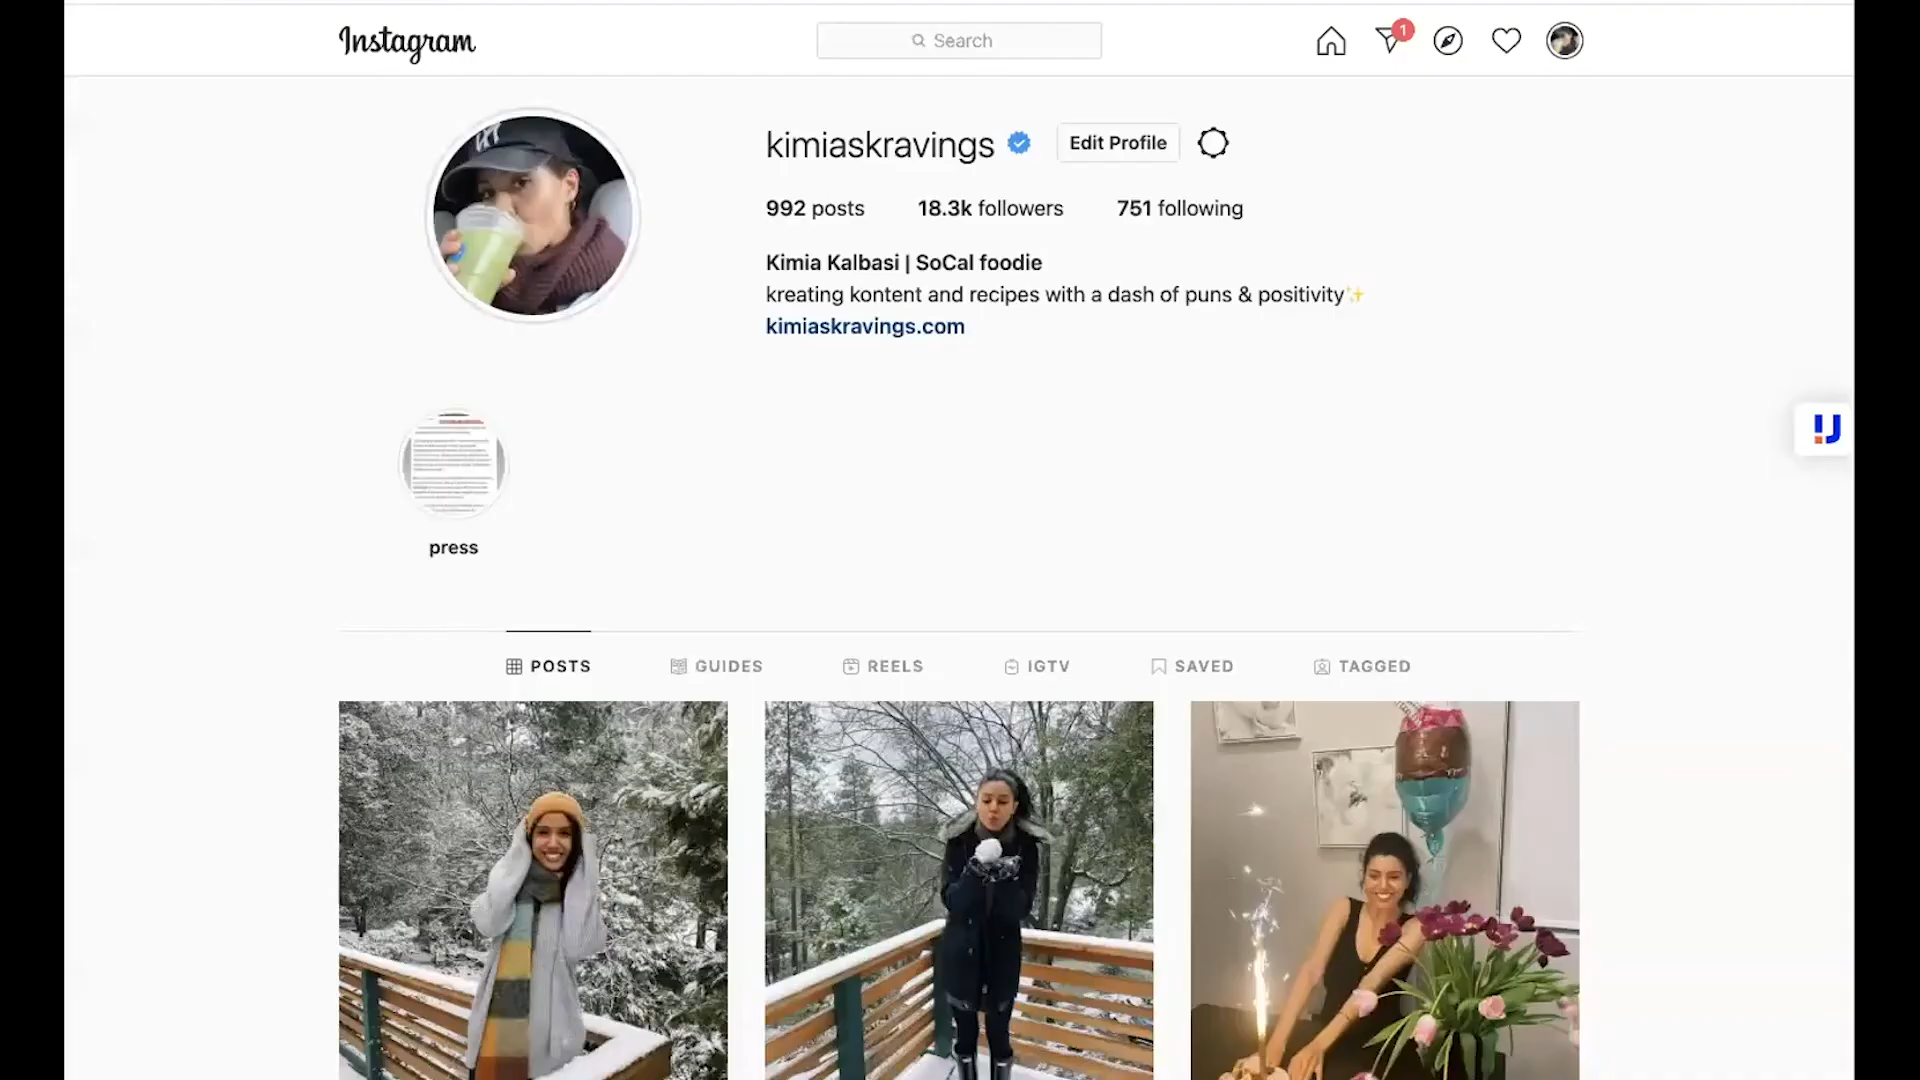 Instagram
Search
1
kimiaskravings
Edit Profile
992 posts 18.3k followers 751 following
Kimia Kalbasi | SoCal foodie
kreating kontent and recipes with a dash of puns & positivity✨
kimiaskravings.com
press
POSTS GUIDES REELS IGTV SAVED TAGGED